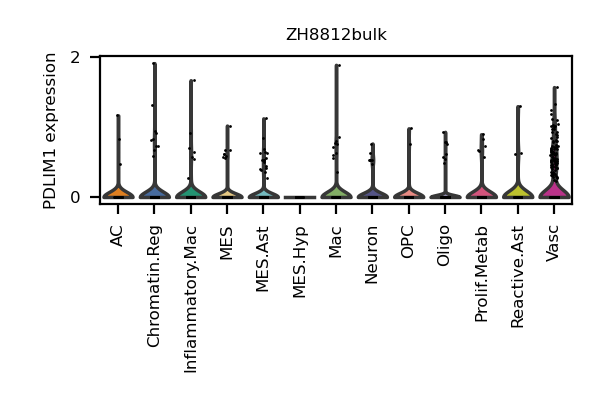 ZH8812bulk
PDLIM1 expression
2
0
AC
Chromatin.Reg
Inflammatory.Mac
MES
MES.Ast
MES.Hyp
Mac
Neuron
OPC
Oligo
Prolif.Metab
Reactive.Ast
Vasc